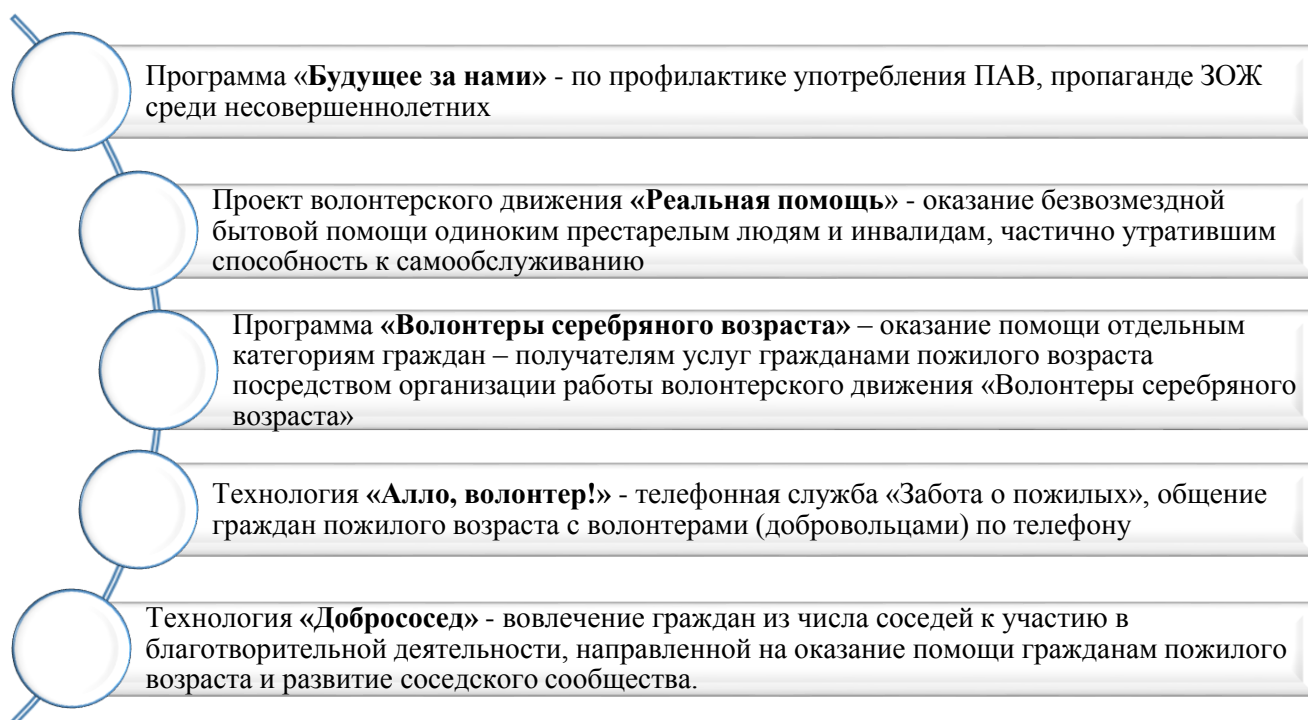 Программа «Будущее за нами» - по профилактике употребления ПАВ, пропаганде ЗОЖ
среди несовершеннолетних
Проект волонтерского движения «Реальная помощь» - оказание безвозмездной
бытовой помощи одиноким престарелым людям и инвалидам, частично утратившим
способность к самообслуживанию
Программа «Волонтеры серебряного возраста» – оказание помощи отдельным
категориям граждан – получателям услуг гражданами пожилого возраста
посредством организации работы волонтерского движения «Волонтеры серебряного
возраста»
Технология «Алло, волонтер!» - телефонная служба «Забота о пожилых», общение
граждан пожилого возраста с волонтерами (добровольцами) по телефону
Технология «Добрососед» - вовлечение граждан из числа соседей к участию в
благотворительной деятельности, направленной на оказание помощи гражданам пожилого
возраста и развитие соседского сообщества.